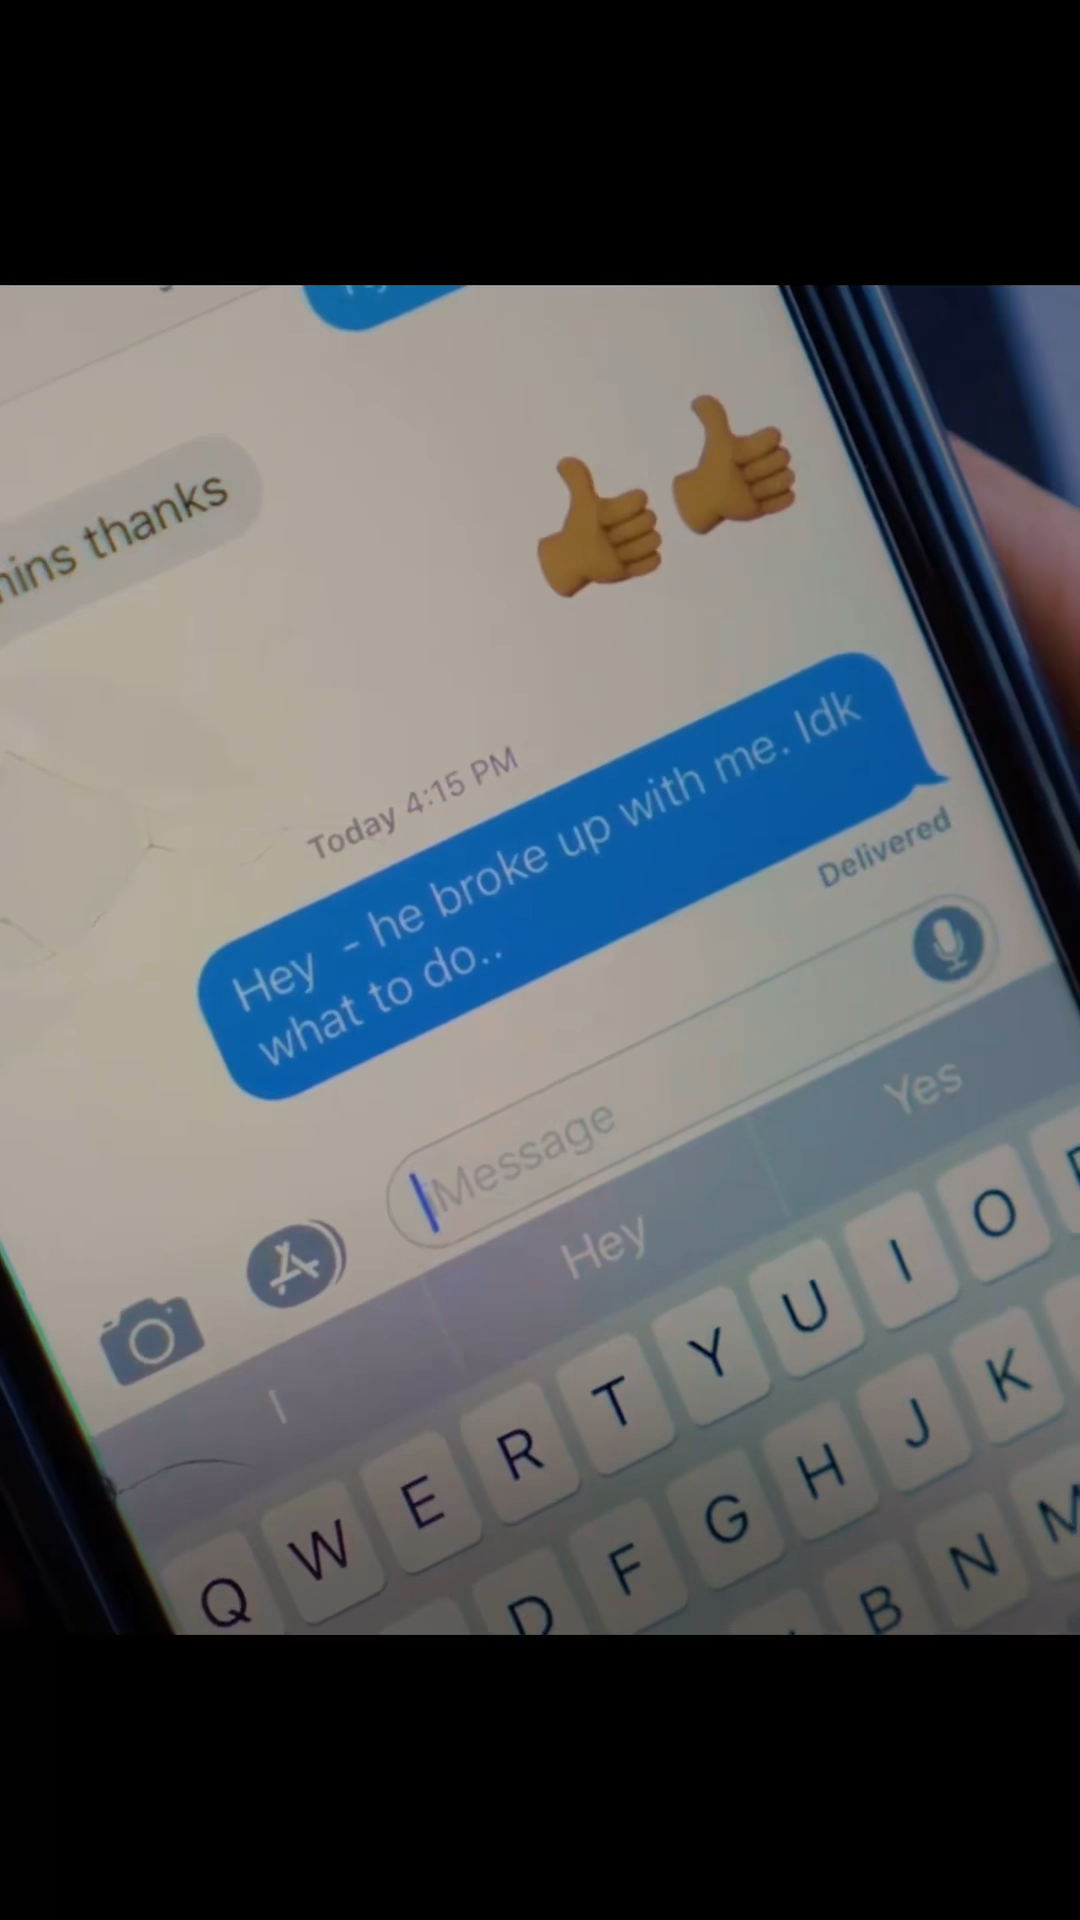 thanks
👍👍
Today 4:15 PM
Hey - he broke up with me. Idk
what to do..
Delivered
Message
I Hey Yes
Q W E R T Y U I O
D F G H J K
B N M